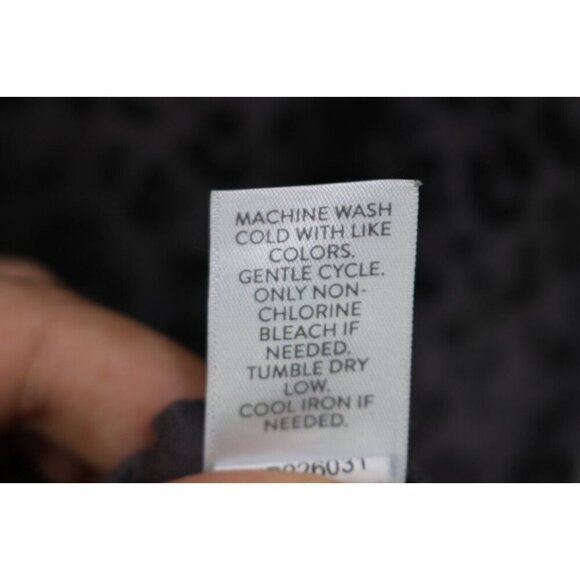 MACHINE WASH
COLD WITH LIKE
COLORS.
GENTLE CYCLE.
ONLY NON-
CHLORINE
BLEACH IF
NEEDED.
TUMBLE DRY
LOW.
COOL IRON IF
NEEDED.